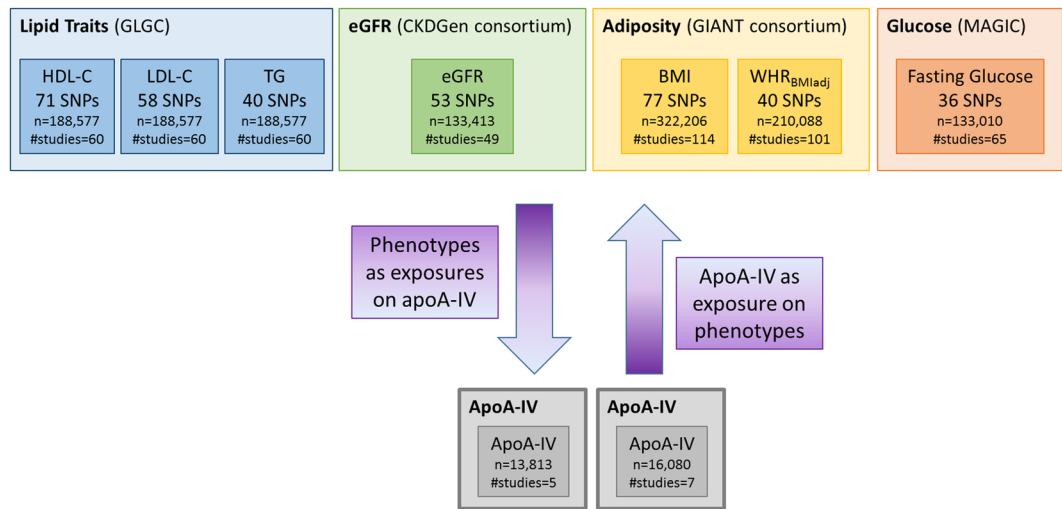 Lipid Traits (GLGC)
HDL-C
71 SNPs
n=188,577
#studies=60
LDL-C
58 SNPs
n=188,577
#studies=60
TG
40 SNPs
n=188,577
#studies=60
eGFR (CKDGen consortium)
eGFR
53 SNPs
n=133,413
#studies=49
Adiposity (GIANT consortium)
BMI
77 SNPs
n=322,206
#studies=114
WHRBMIadj
40 SNPs
n=210,088
#studies=101
Glucose (MAGIC)
Fasting Glucose
36 SNPs
n=133,010
#studies=65
Phenotypes
as exposures
on apoA-IV
ApoA-IV as
exposure on
phenotypes
ApoA-IV
ApoA-IV
n=13,813
#studies=5
ApoA-IV
ApoA-IV
n=16,080
#studies=7